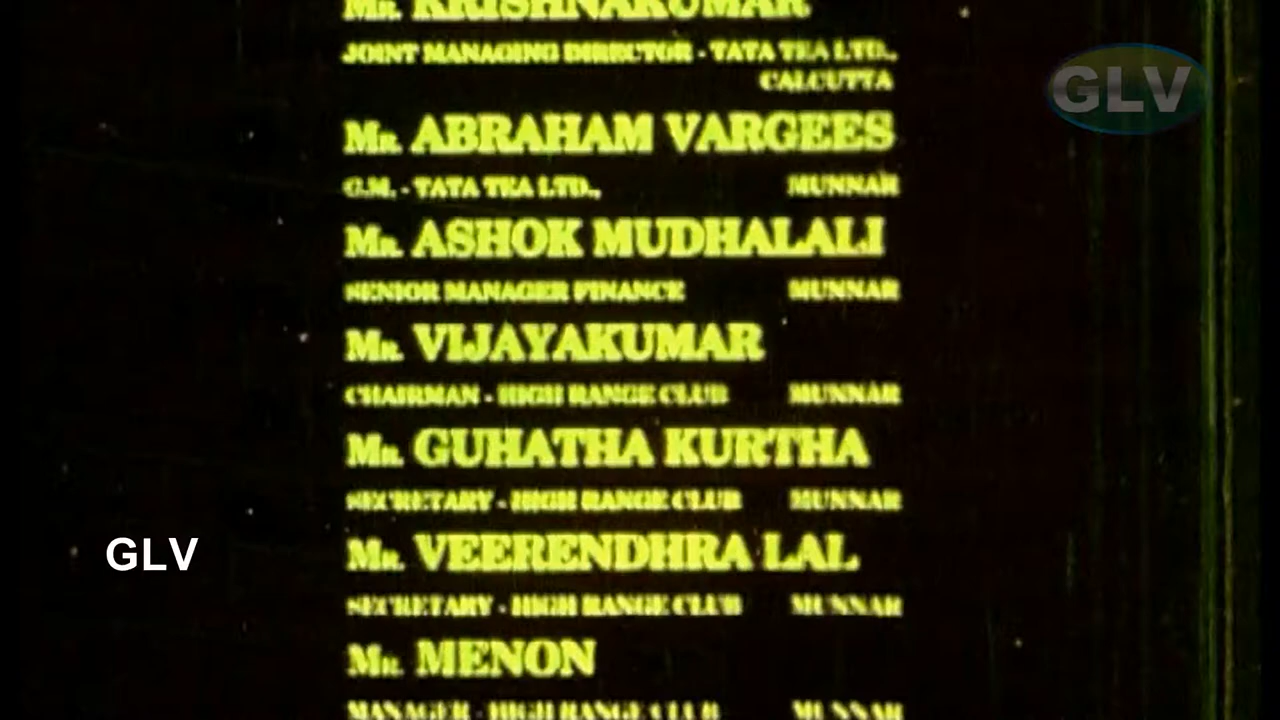 Mr. KRISHNAKUMAR
JOINT MANAGING DIRECTOR - TATA TEA LTD.,
CALCUTTA
GLV
Mr. ABRAHAM VARGEES
G.M. - TATA TEA LTD., MUNNAR
Mr. ASHOK MUDHALALI
SENIOR MANAGER FINANCE MUNNAR
Mr. VIJAYAKUMAR
CHAIRMAN - HIGH RANGE CLUB MUNNAR
Mr. GUHATHA KURTHA
SECRETARY - HIGH RANGE CLUB MUNNAR
GLV
Mr. VEERENDHRA LAL
SECRETARY - HIGH RANGE CLUB MUNNAR
Mr. MENON
MANAGER - HIGH RANGE CLUB MUNNAR